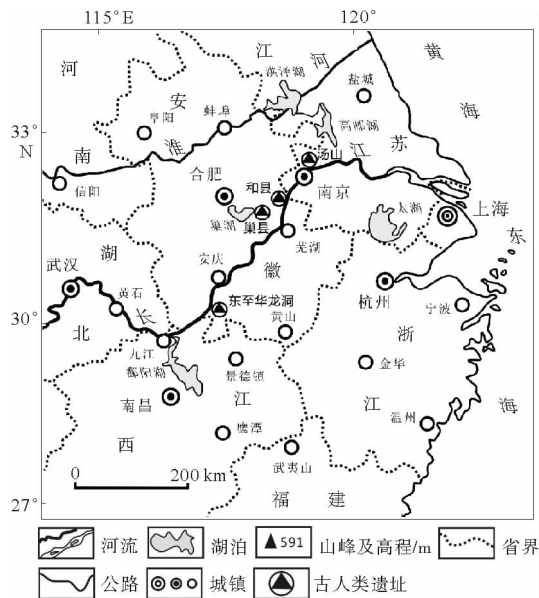 115°E
120°
河
江
河
黄
洪泽湖
盐城
安
阜阳
蚌埠
海
高邮湖
33°
N
南
淮
苏
汤山
江
信阳
合肥
和县
南京
上海
巢县
太湖
巢湖
东
湖
芜湖
武汉
安庆
徽
杭州
黄石
长
东至华龙洞
宁波
30°
黄山
北
浙
九江
鄱阳湖
景德镇
金华
南昌
江
江
海
温州
西
鹰潭
武夷山
0
200 km
福
建
27°
河流
湖泊
591
山峰及高程/m
省界
公路
城镇
古人类遗址